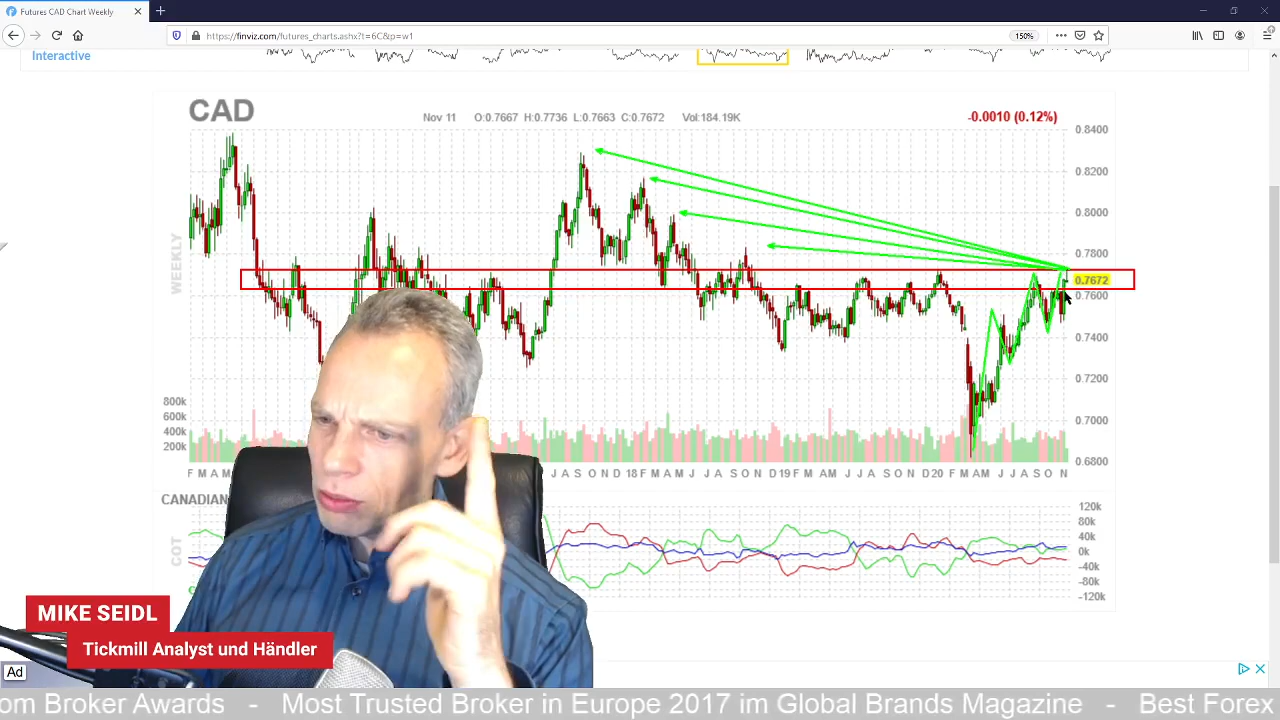 Futures CAD Chart Weekly
https://finviz.com/futures_charts.ashx?t=6C&p=w1
150%
Interactive
CAD
Nov 11 O:0.7667 H:0.7736 L:0.7663 C:0.7672 Vol:184.19K
-0.0010 (0.12%)
0.8400
0.8200
0.8000
0.7800
0.7672
0.7600
0.7400
0.7200
0.7000
0.6800
WEEKLY
800k
600k
400k
200k
F M A M J A S O N 18 F M A M J J A S O N D 19 F M A M J J A S O N D 20 F M A M J J A S O N
CANADIAN
COT
120k
80k
40k
0k
-40k
-80k
-120k
MIKE SEIDL
Tickmill Analyst und Händler
Ad
om Broker Awards - Most Trusted Broker in Europe 2017 im Global Brands Magazine - Best Forex